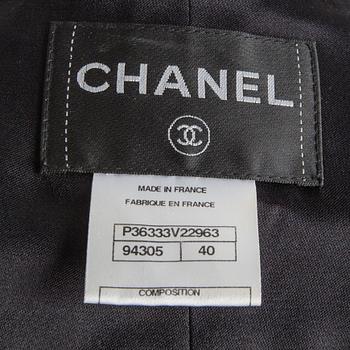 CHANEL
MADE IN FRANCE
FABRIQUE EN FRANCE
P36333V22963
94305 40
COMPOSITION